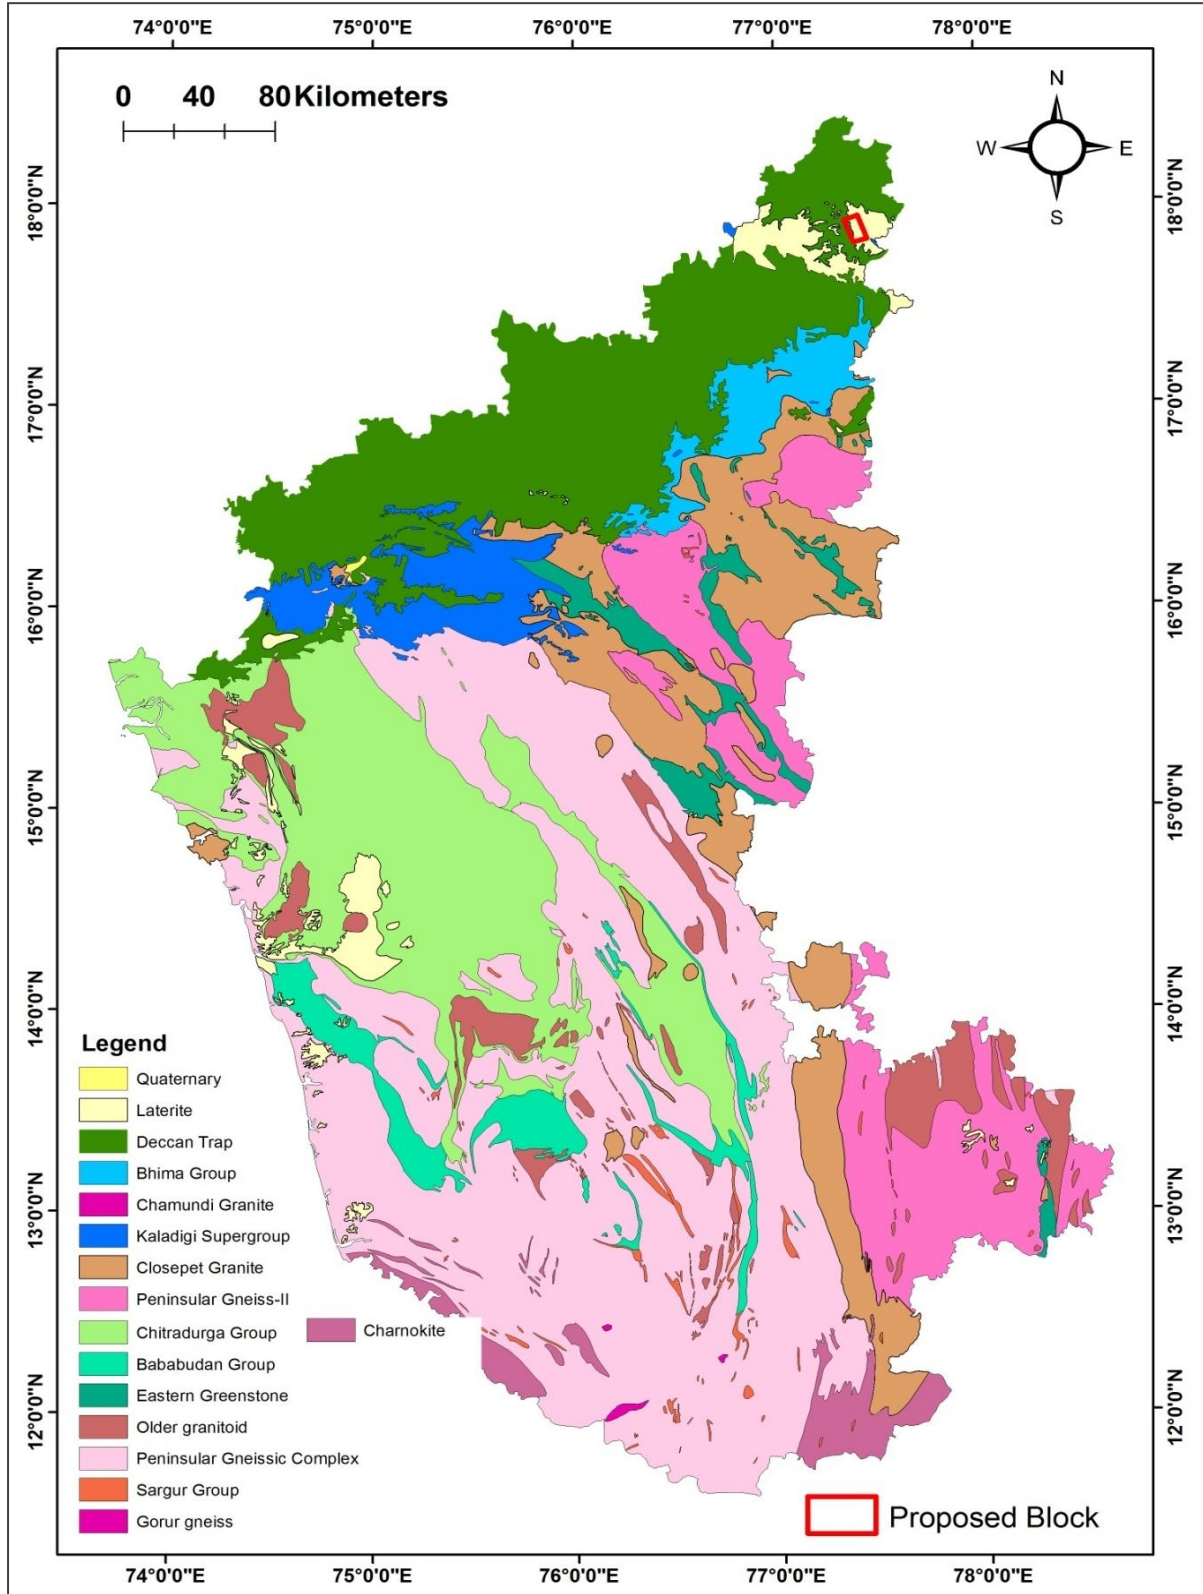 74°0'0"E 75°0'0"E 76°0'0"E 77°0'0"E 78°0'0"E
0 40 80 Kilometers
N
W E
S
18°0'0"N 18°0'0"N
17°0'0"N 17°0'0"N
16°0'0"N 16°0'0"N
15°0'0"N 15°0'0"N
14°0'0"N 14°0'0"N
Legend
Quaternary
Laterite
Deccan Trap
Bhima Group
Chamundi Granite
13°0'0"N 13°0'0"N
Kaladigi Supergroup
Closepet Granite
Peninsular Gneiss-II
Chitradurga Group
Charnokite
Bababudan Group
Eastern Greenstone
12°0'0"N 12°0'0"N
Older granitoid
Peninsular Gneissic Complex
Sargur Group
Gorur gneiss
Proposed Block
74°0'0"E 75°0'0"E 76°0'0"E 77°0'0"E 78°0'0"E